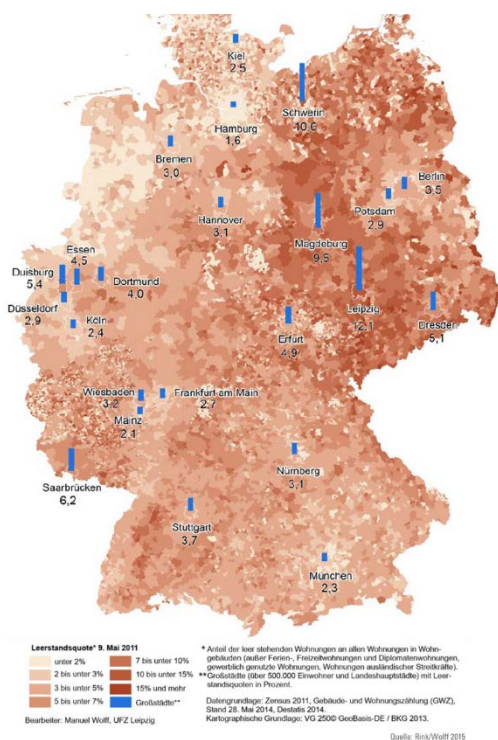 Kiel
2,5
Schwerin
10,6
Hamburg
1,6
Bremen
3,0
Berlin
3,5
Potsdam
2,9
Hannover
3,1
Magdeburg
9,5
Essen
4,5
Duisburg
5,4
Dortmund
4,0
Düsseldorf
2,9
Köln
2,4
Leipzig
12,1
Dresden
5,1
Erfurt
4,9
Wiesbaden
3,2
Frankfurt am Main
2,7
Mainz
2,1
Saarbrücken
6,2
Nürnberg
3,1
Stuttgart
3,7
München
2,3
Leerstandsquote* 9. Mai 2011
unter 2%
2 bis unter 3%
3 bis unter 5%
5 bis unter 7%
7 bis unter 10%
10 bis unter 15%
15% und mehr
Großstädte**
Bearbeiter: Manuel Wolff, UFZ Leipzig
* Anteil der leer stehenden Wohnungen an allen Wohnungen in Wohn-
gebäuden (außer Ferien-, Freizeitwohnungen und Diplomatenwohnungen,
gewerblich genutzte Wohnungen, Wohnungen ausländischer Streitkräfte).
**Großstädte (über 500.000 Einwohner und Landeshauptstädte) mit Leer-
standsquoten in Prozent.
Datengrundlage: Zensus 2011, Gebäude- und Wohnungszählung (GWZ),
Stand 28. Mai 2014, Destatis 2014.
Kartographische Grundlage: VG 250© GeoBasis-DE / BKG 2013.
Quelle: Rink/Wolff 2015